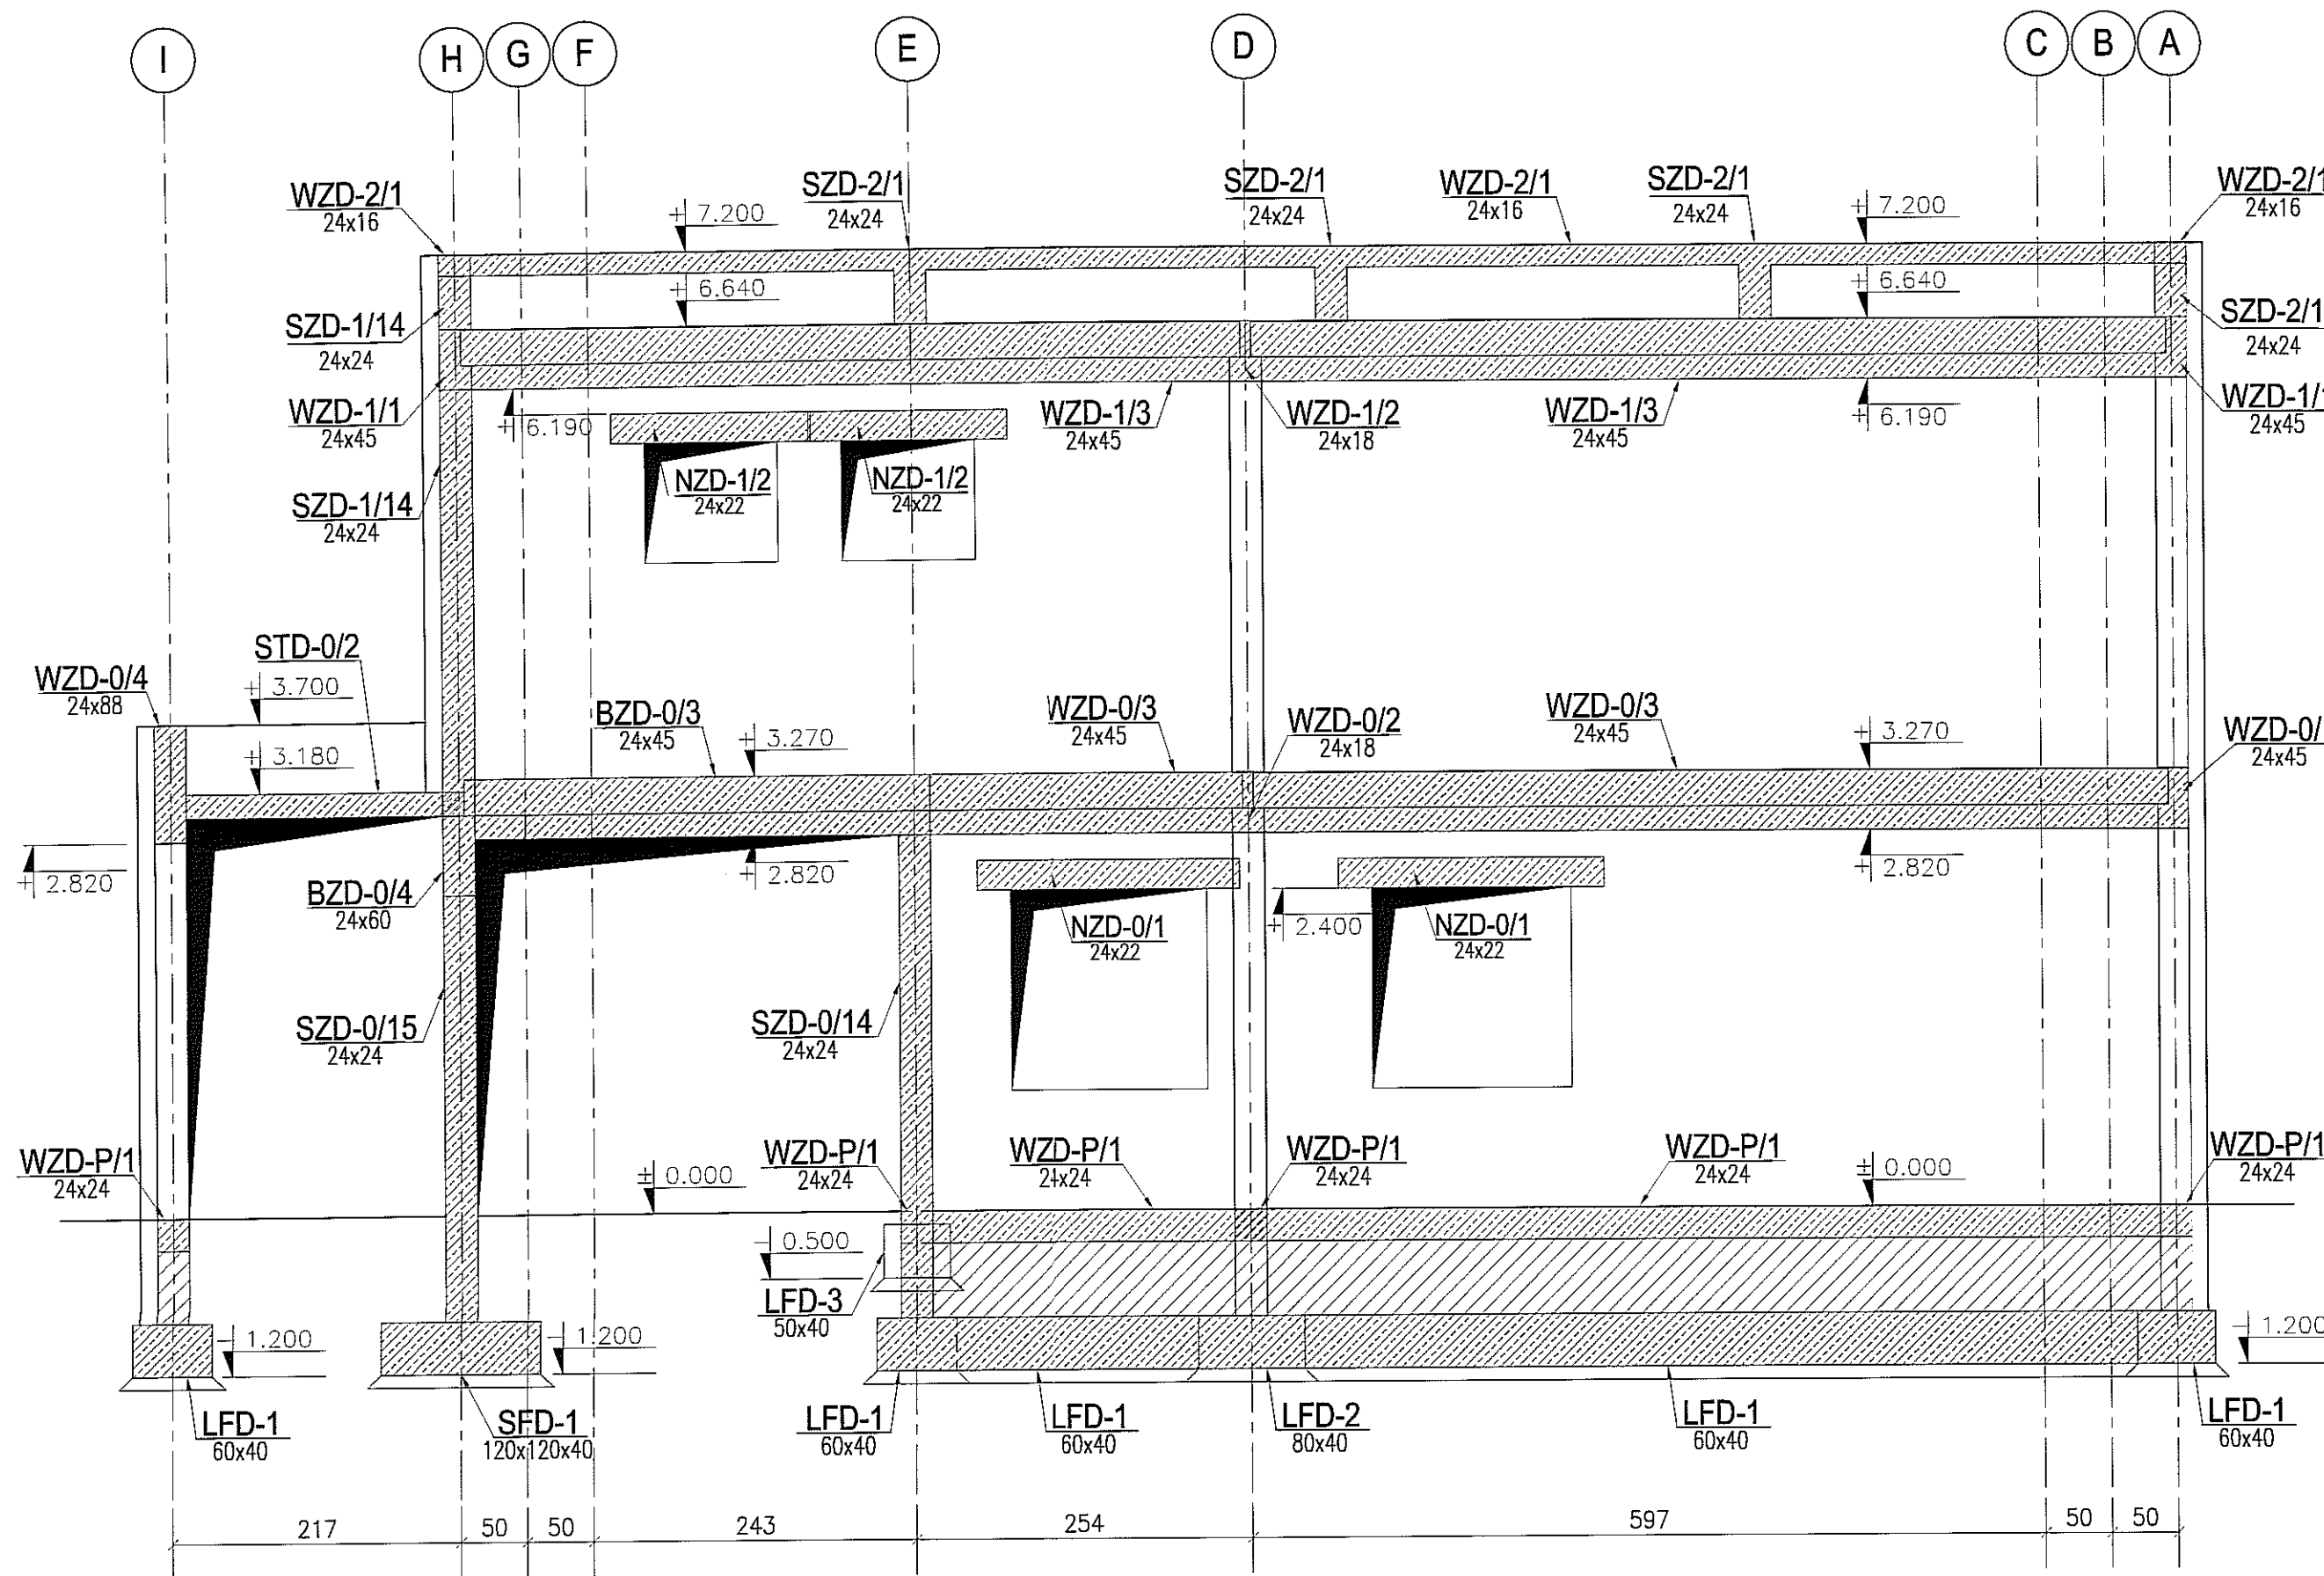 I
H
G
F
E
D
C
B
A
WZD-2/1
24x16
+ 7.200
SZD-2/1
24x24
SZD-2/1
24x24
WZD-2/1
24x16
SZD-2/1
24x24
+ 7.200
WZD-2/1
24x16
+ 6.640
+ 6.640
SZD-1/14
24x24
SZD-2/1
24x24
WZD-1/1
24x45
+ 6.190
WZD-1/3
24x45
WZD-1/2
24x18
WZD-1/3
24x45
+ 6.190
WZD-1/1
24x45
SZD-1/14
24x24
NZD-1/2
24x22
NZD-1/2
24x22
STD-0/2
WZD-0/4
24x88
+ 3.700
BZD-0/3
24x45
+ 3.270
WZD-0/3
24x45
WZD-0/2
24x18
WZD-0/3
24x45
+ 3.270
WZD-0/
24x45
+ 3.180
+ 2.820
BZD-0/4
24x60
+ 2.820
+ 2.820
NZD-0/1
24x22
+ 2.400
NZD-0/1
24x22
SZD-0/15
24x24
SZD-0/14
24x24
WZD-P/1
24x24
± 0.000
WZD-P/1
24x24
WZD-P/1
24x24
WZD-P/1
24x24
WZD-P/1
24x24
± 0.000
WZD-P/1
24x24
- 0.500
LFD-3
50x40
- 1.200
- 1.200
- 1.200
LFD-1
60x40
SFD-1
120x120x40
LFD-1
60x40
LFD-1
60x40
LFD-2
80x40
LFD-1
60x40
LFD-1
60x40
217
50
50
243
254
597
50
50